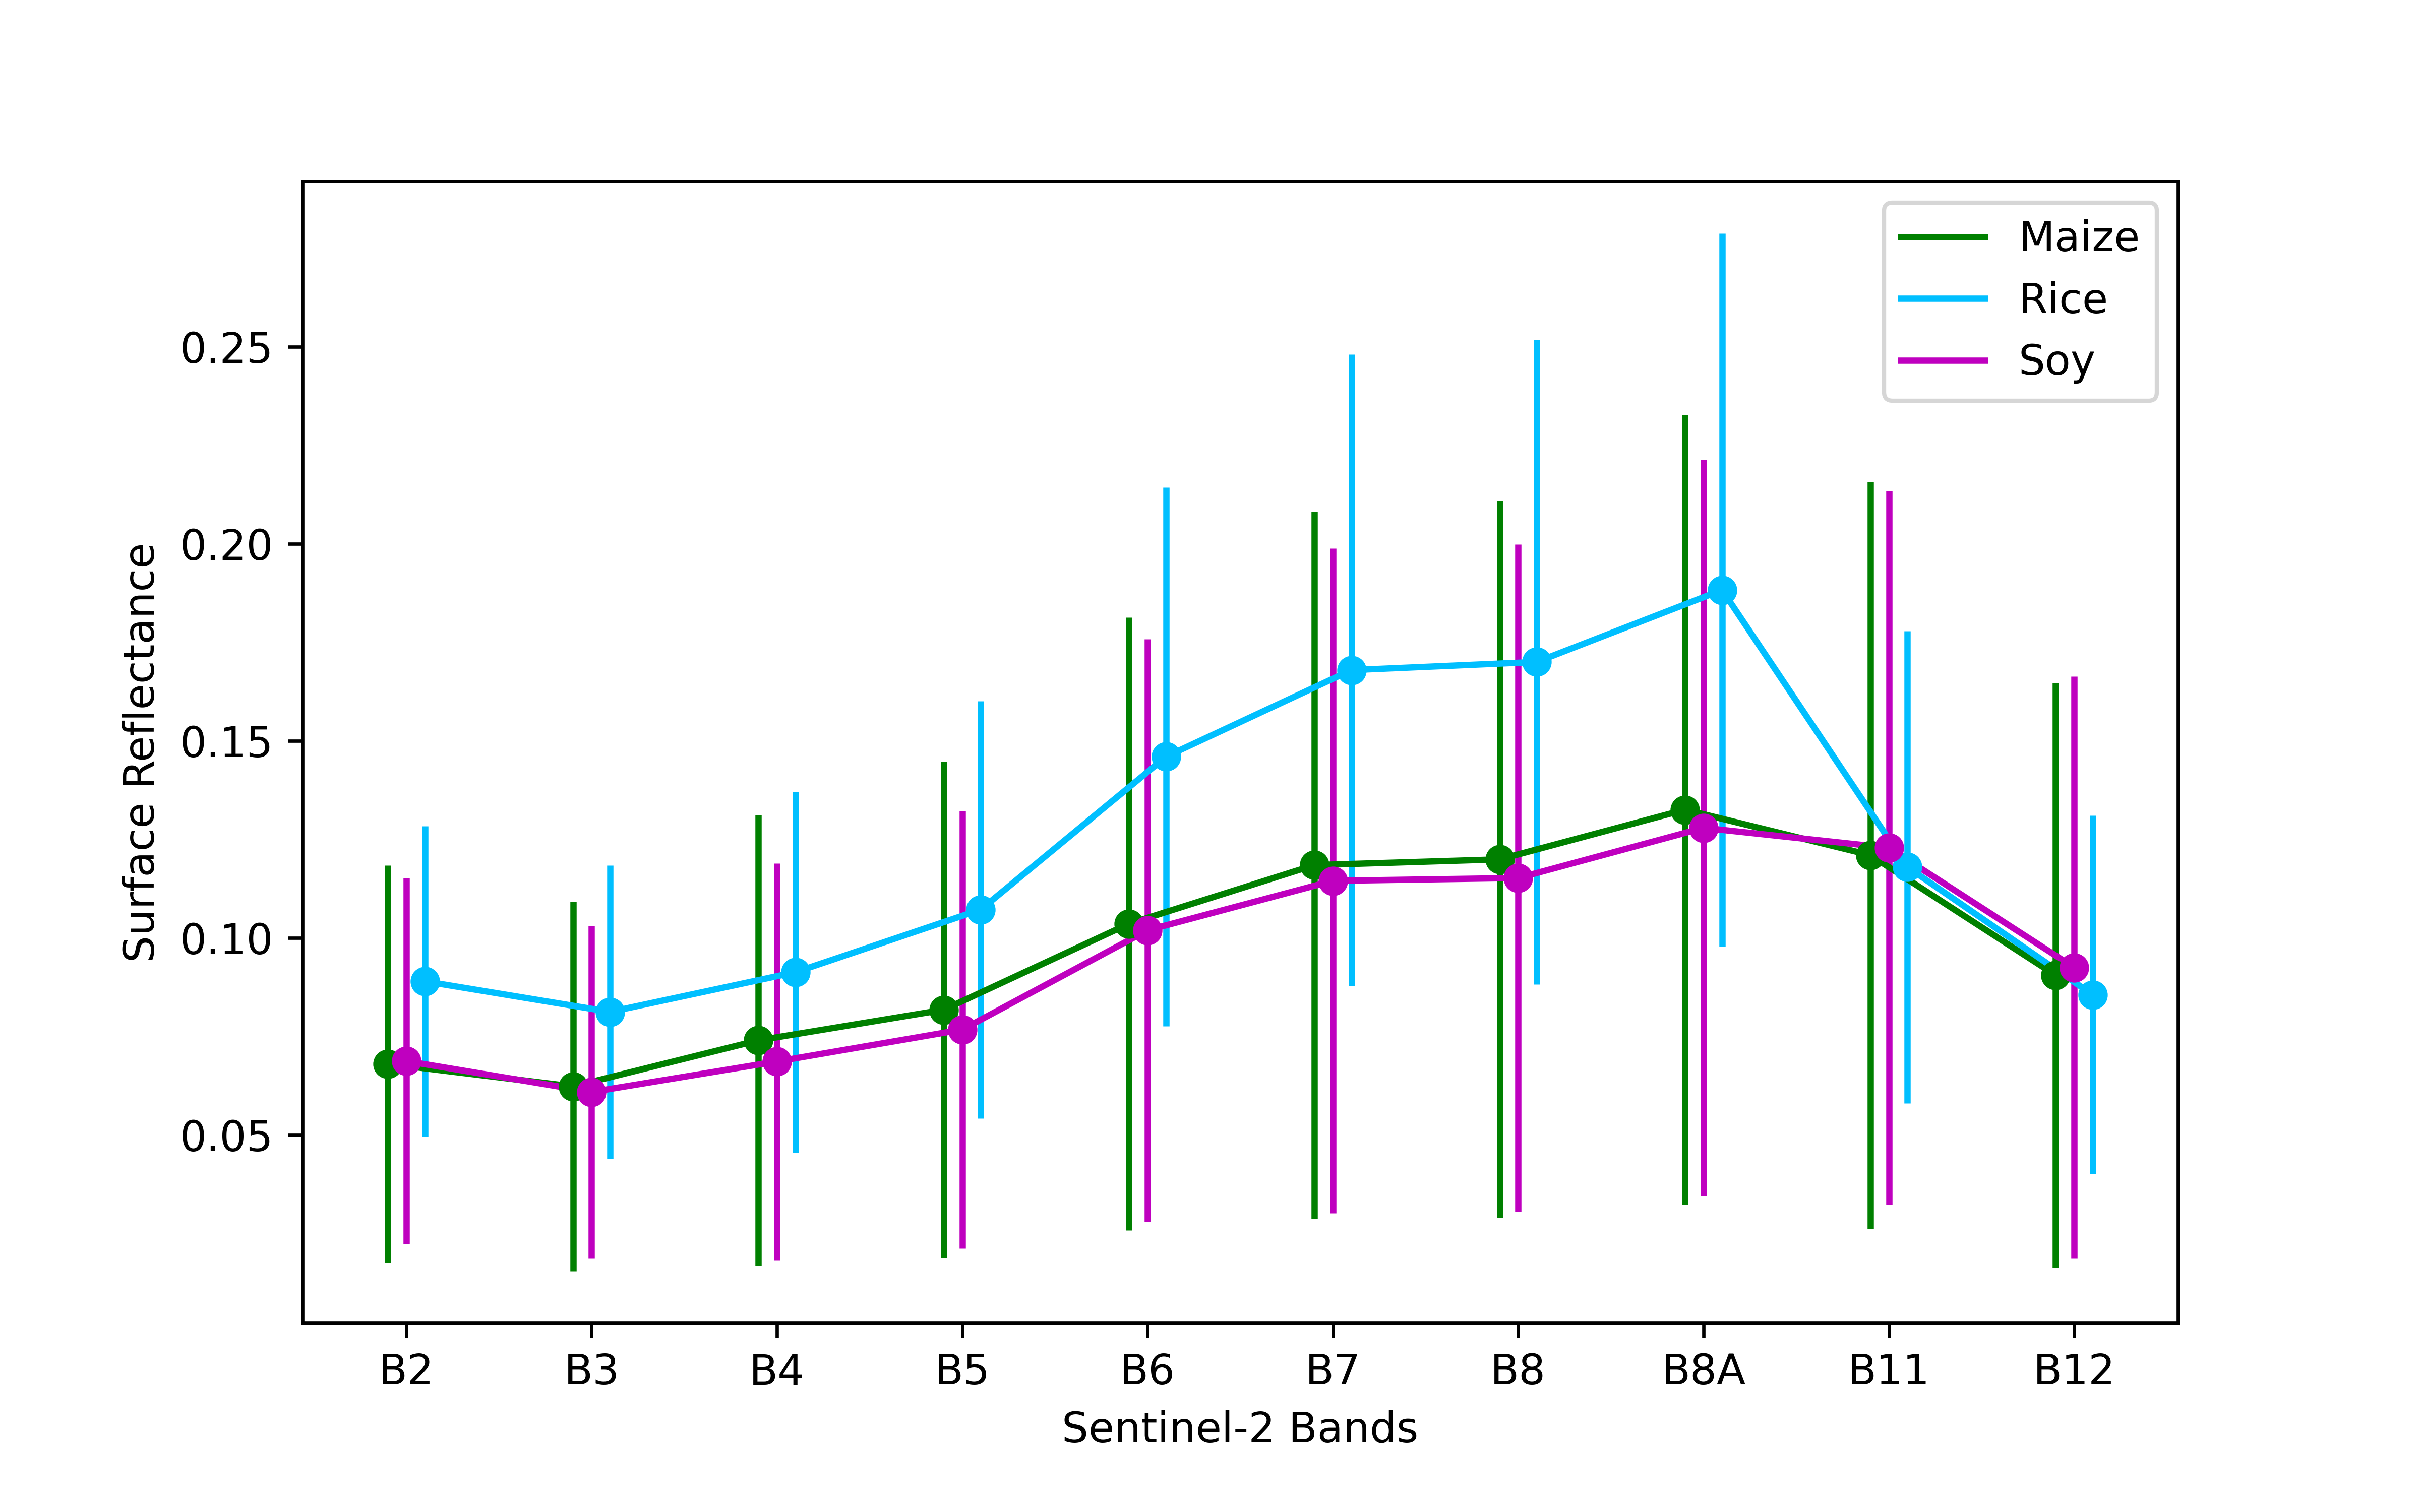 Maize
Rice
Soy
Surface Reflectance
0.25
0.20
0.15
0.10
0.05
B2 B3 B4 B5 B6 B7 B8 B8A B11 B12
Sentinel-2 Bands